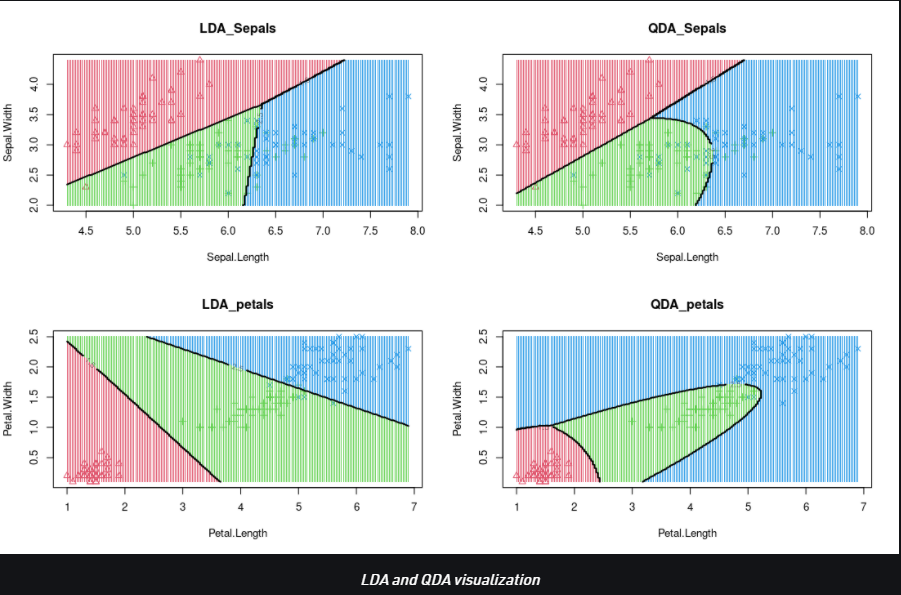 LDA_Sepals
Sepal.Width
2.0 2.5 3.0 3.5 4.0
4.5 5.0 5.5 6.0 6.5 7.0 7.5 8.0
Sepal.Length
QDA_Sepals
Sepal.Width
2.0 2.5 3.0 3.5 4.0
4.5 5.0 5.5 6.0 6.5 7.0 7.5 8.0
Sepal.Length
LDA_petals
Petal.Width
0.5 1.0 1.5 2.0 2.5
1 2 3 4 5 6 7
Petal.Length
QDA_petals
Petal.Width
0.5 1.0 1.5 2.0 2.5
1 2 3 4 5 6 7
Petal.Length
LDA and QDA visualization